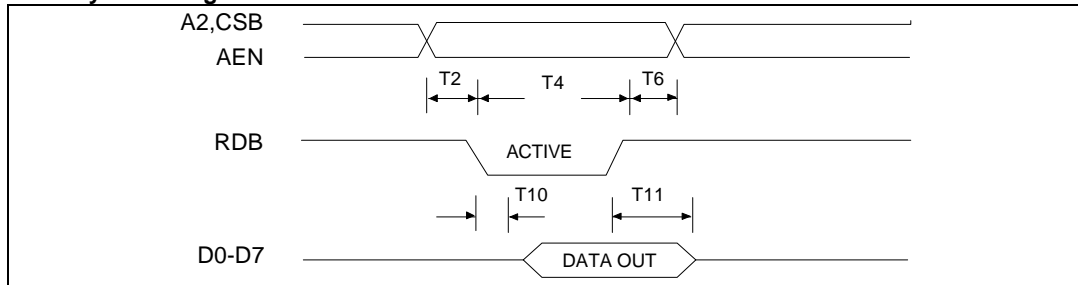 A2,CSB
AEN
T2 T4 T6
RDB
ACTIVE
T10 T11
D0-D7
DATA OUT